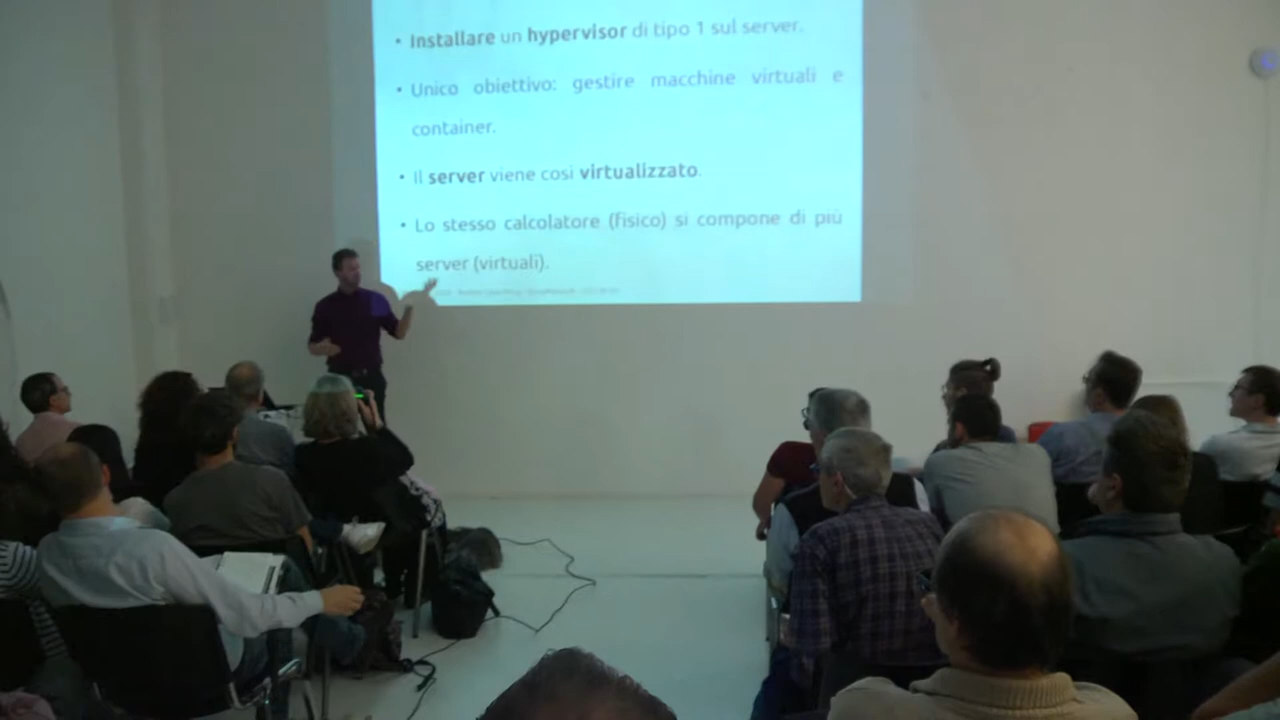 • Installare un hypervisor di tipo 1 sul server.
• Unico obiettivo: gestire macchine virtuali e
container.
• Il server viene così virtualizzato.
• Lo stesso calcolatore (fisico) si compone di più
server (virtuali).